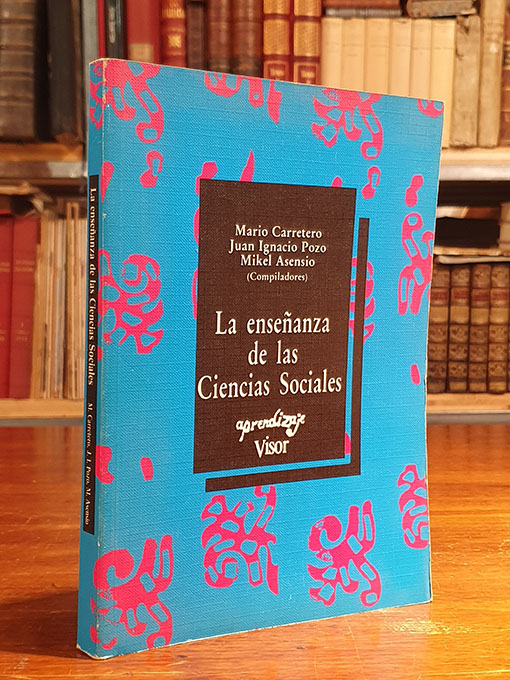 Mario Carretero
Juan Ignacio Pozo
Mikel Asensio
(Compiladores)
La enseñanza
de las
Ciencias Sociales
aprendizaje
Visor
La enseñanza de las Ciencias Sociales
M. Carretero, J. I. Pozo, M. Asensio